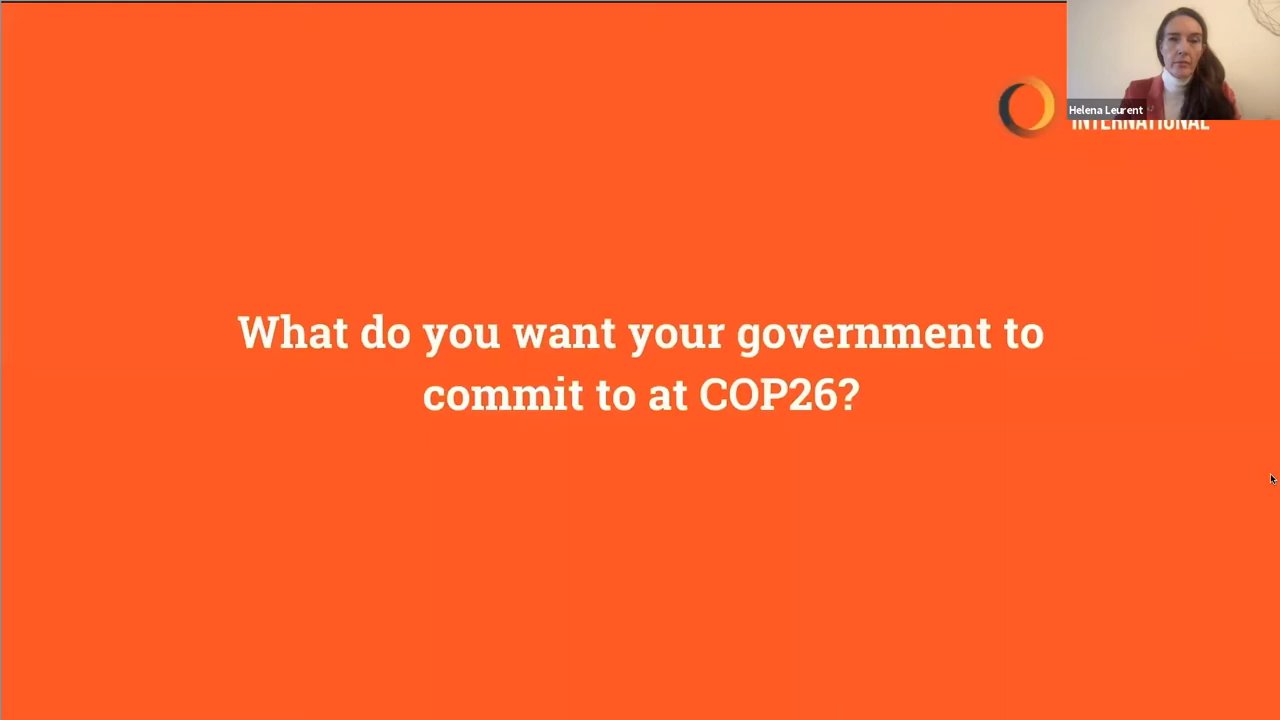 Helena Leurent
INTERNATIONAL
What do you want your government to
commit to at COP26?